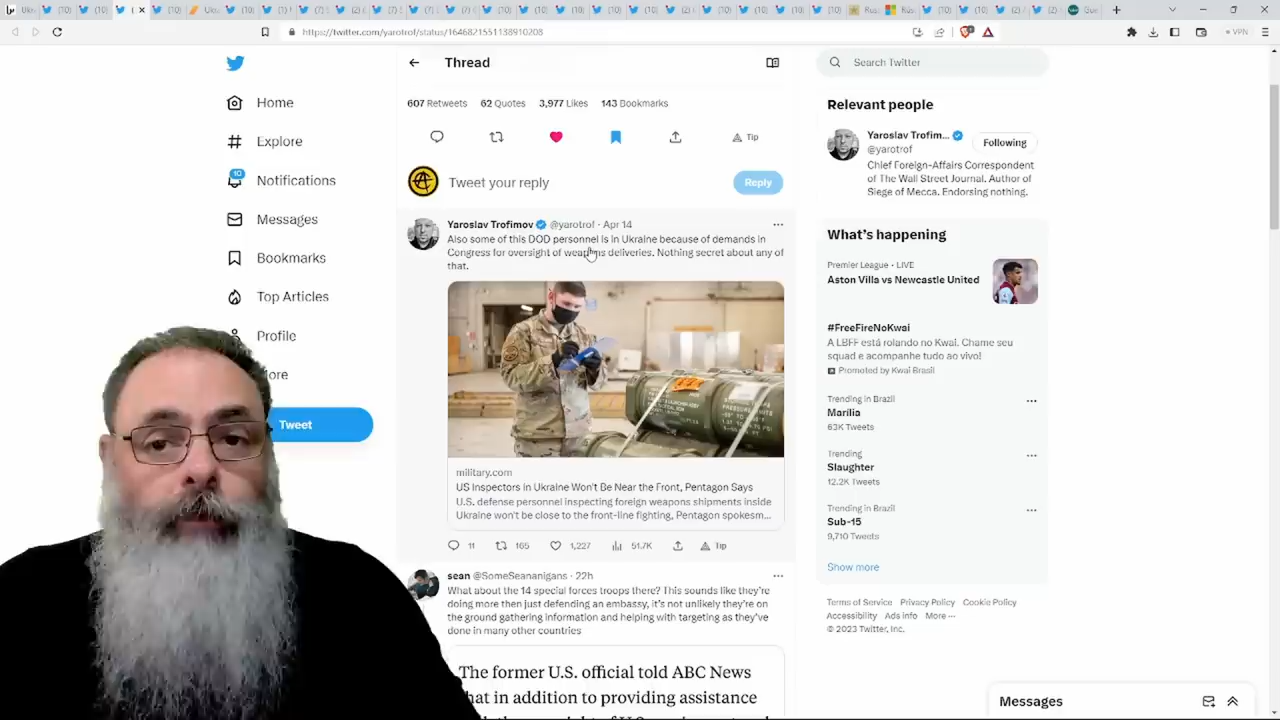 https://twitter.com/yarotrof/status/1646821551138910208
VPN
Home
Explore
10
Notifications
Messages
Bookmarks
Top Articles
Profile
More
Tweet
Thread
607 Retweets 62 Quotes 3,977 Likes 143 Bookmarks
Tip
Tweet your reply
Reply
Yaroslav Trofimov @yarotrof · Apr 14
Also some of this DOD personnel is in Ukraine because of demands in
Congress for oversight of weapons deliveries. Nothing secret about any of
that.
military.com
US Inspectors in Ukraine Won't Be Near the Front, Pentagon Says
U.S. defense personnel inspecting foreign weapons shipments inside
Ukraine won't be close to the front-line fighting, Pentagon spokesm...
11 165 1,227 51.7K Tip
sean @SomeSeananigans · 22h
What about the 14 special forces troops there? This sounds like they're
doing more then just defending an embassy, it's not unlikely they're on
the ground gathering information and helping with targeting as they've
done in many other countries
The former U.S. official told ABC News
that in addition to providing assistance
Search Twitter
Relevant people
Yaroslav Trofim...
@yarotrof
Following
Chief Foreign-Affairs Correspondent
of The Wall Street Journal. Author of
Siege of Mecca. Endorsing nothing.
What's happening
Premier League · LIVE
Aston Villa vs Newcastle United
#FreeFireNoKwai
A LBFF está rolando no Kwai. Chame seu
squad e acompanhe tudo ao vivo!
Promoted by Kwai Brasil
Trending in Brazil
Marília
63K Tweets
Trending
Slaughter
12.2K Tweets
Trending in Brazil
Sub-15
9,710 Tweets
Show more
Terms of Service Privacy Policy Cookie Policy
Accessibility Ads info More ···
© 2023 Twitter, Inc.
Messages